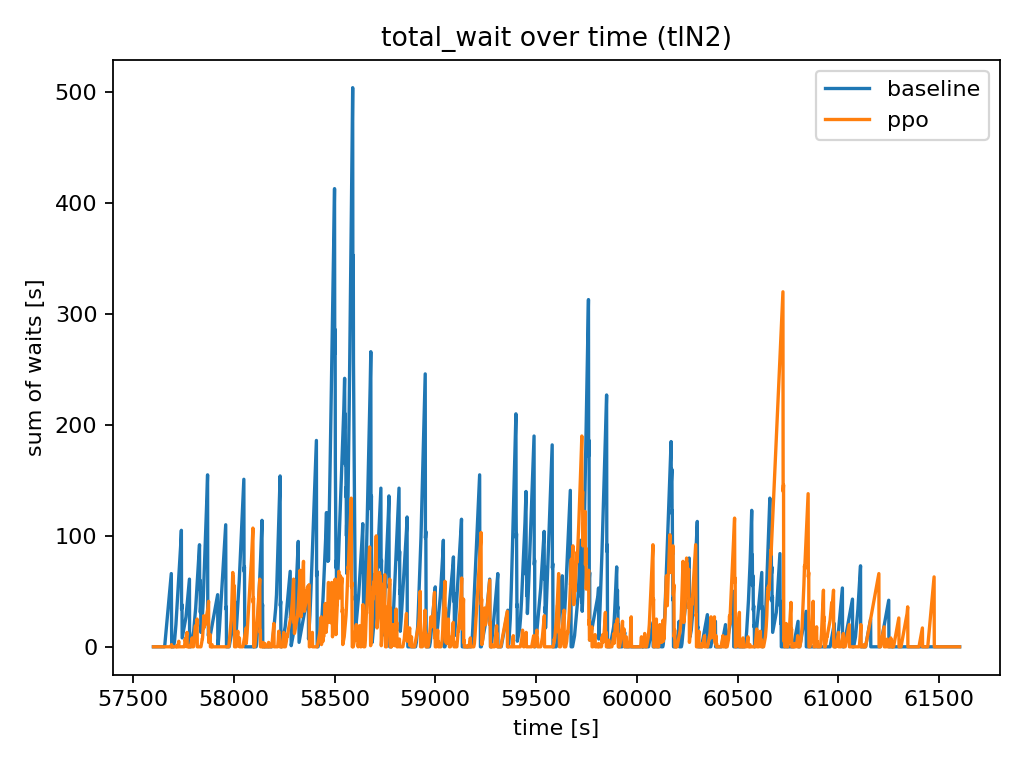 total_wait over time (tlN2)
baseline
ppo
sum of waits [s]
500
400
300
200
100
0
57500 58000 58500 59000 59500 60000 60500 61000 61500
time [s]